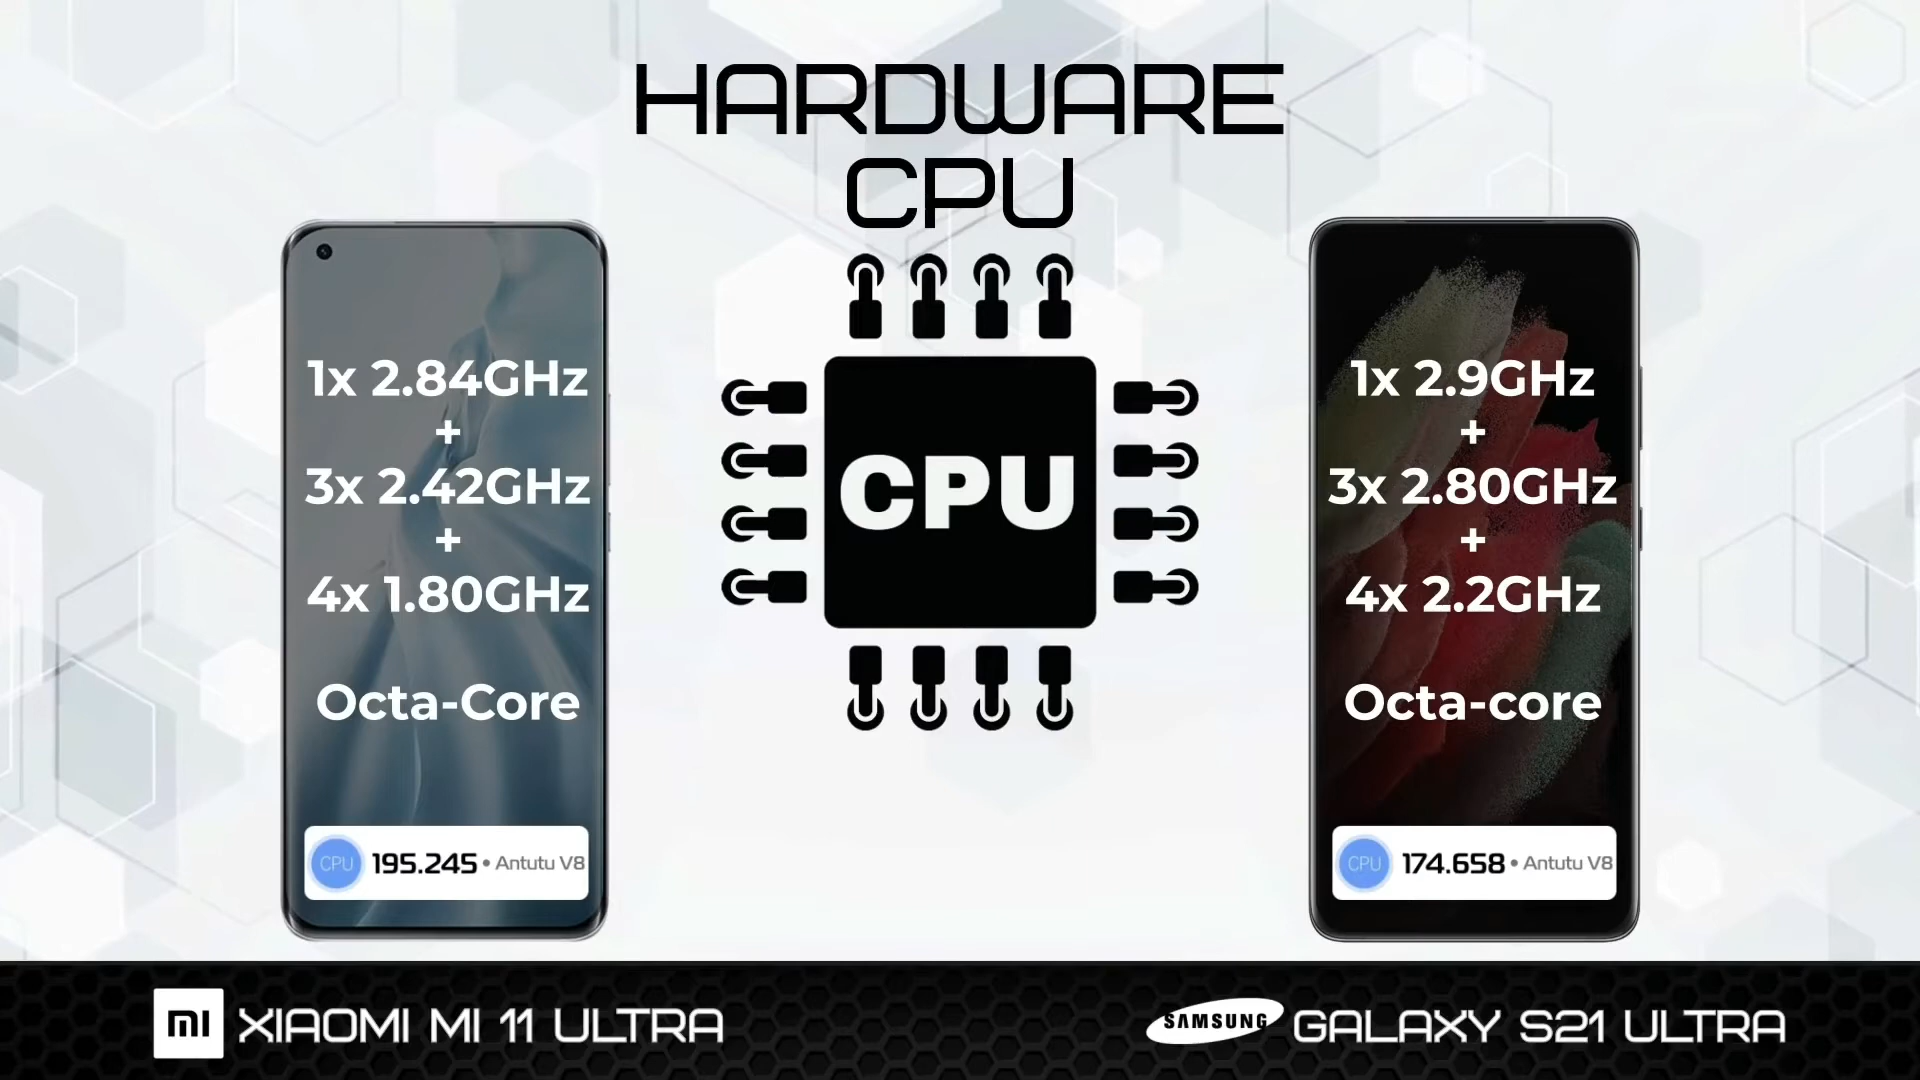 HARDWARE
CPU
1x 2.84GHz
+
3x 2.42GHz
+
4x 1.80GHz
Octa-Core
CPU 195.245 • Antutu V8
CPU
1x 2.9GHz
+
3x 2.80GHz
+
4x 2.2GHz
Octa-core
CPU 174.658 • Antutu V8
MI XIAOMI MI 11 ULTRA
SAMSUNG GALAXY S21 ULTRA